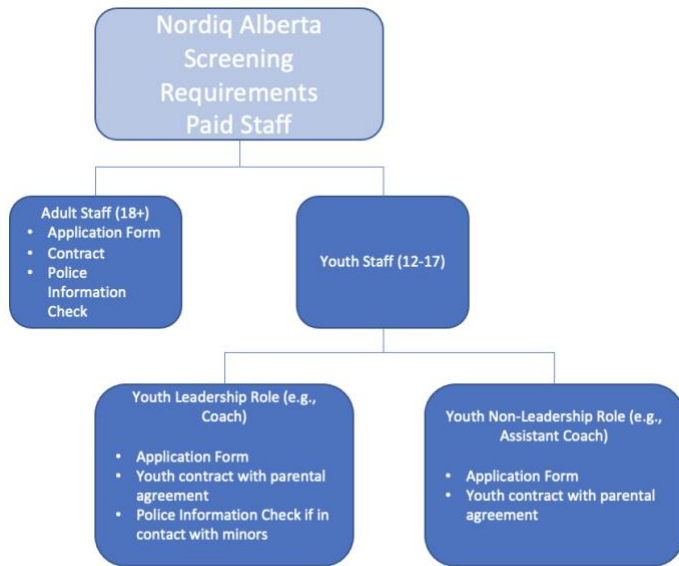 Nordiq Alberta
Screening
Requirements
Paid Staff
Adult Staff (18+)
• Application Form
• Contract
• Police
Information
Check
Youth Staff (12-17)
Youth Leadership Role (e.g.,
Coach)
• Application Form
• Youth contract with parental
agreement
• Police Information Check if in
contact with minors
Youth Non-Leadership Role (e.g.,
Assistant Coach)
• Application Form
• Youth contract with parental
agreement